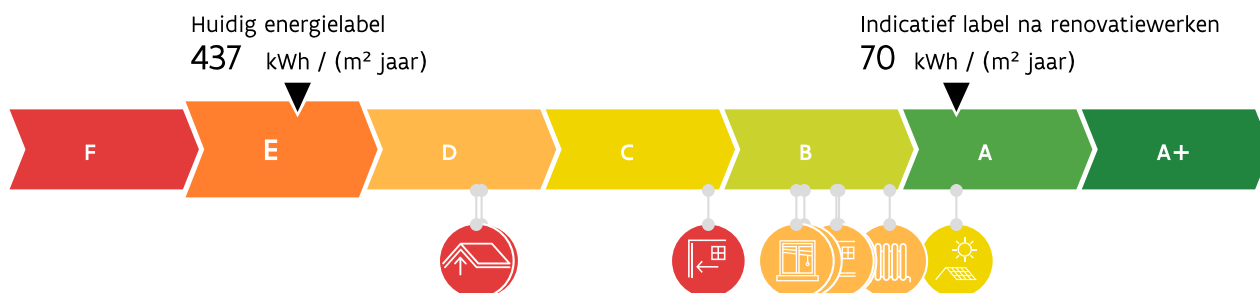 Huidig energielabel
437 kWh / (m² jaar)
Indicatief label na renovatiewerken
70 kWh / (m² jaar)
F E D C B A A+